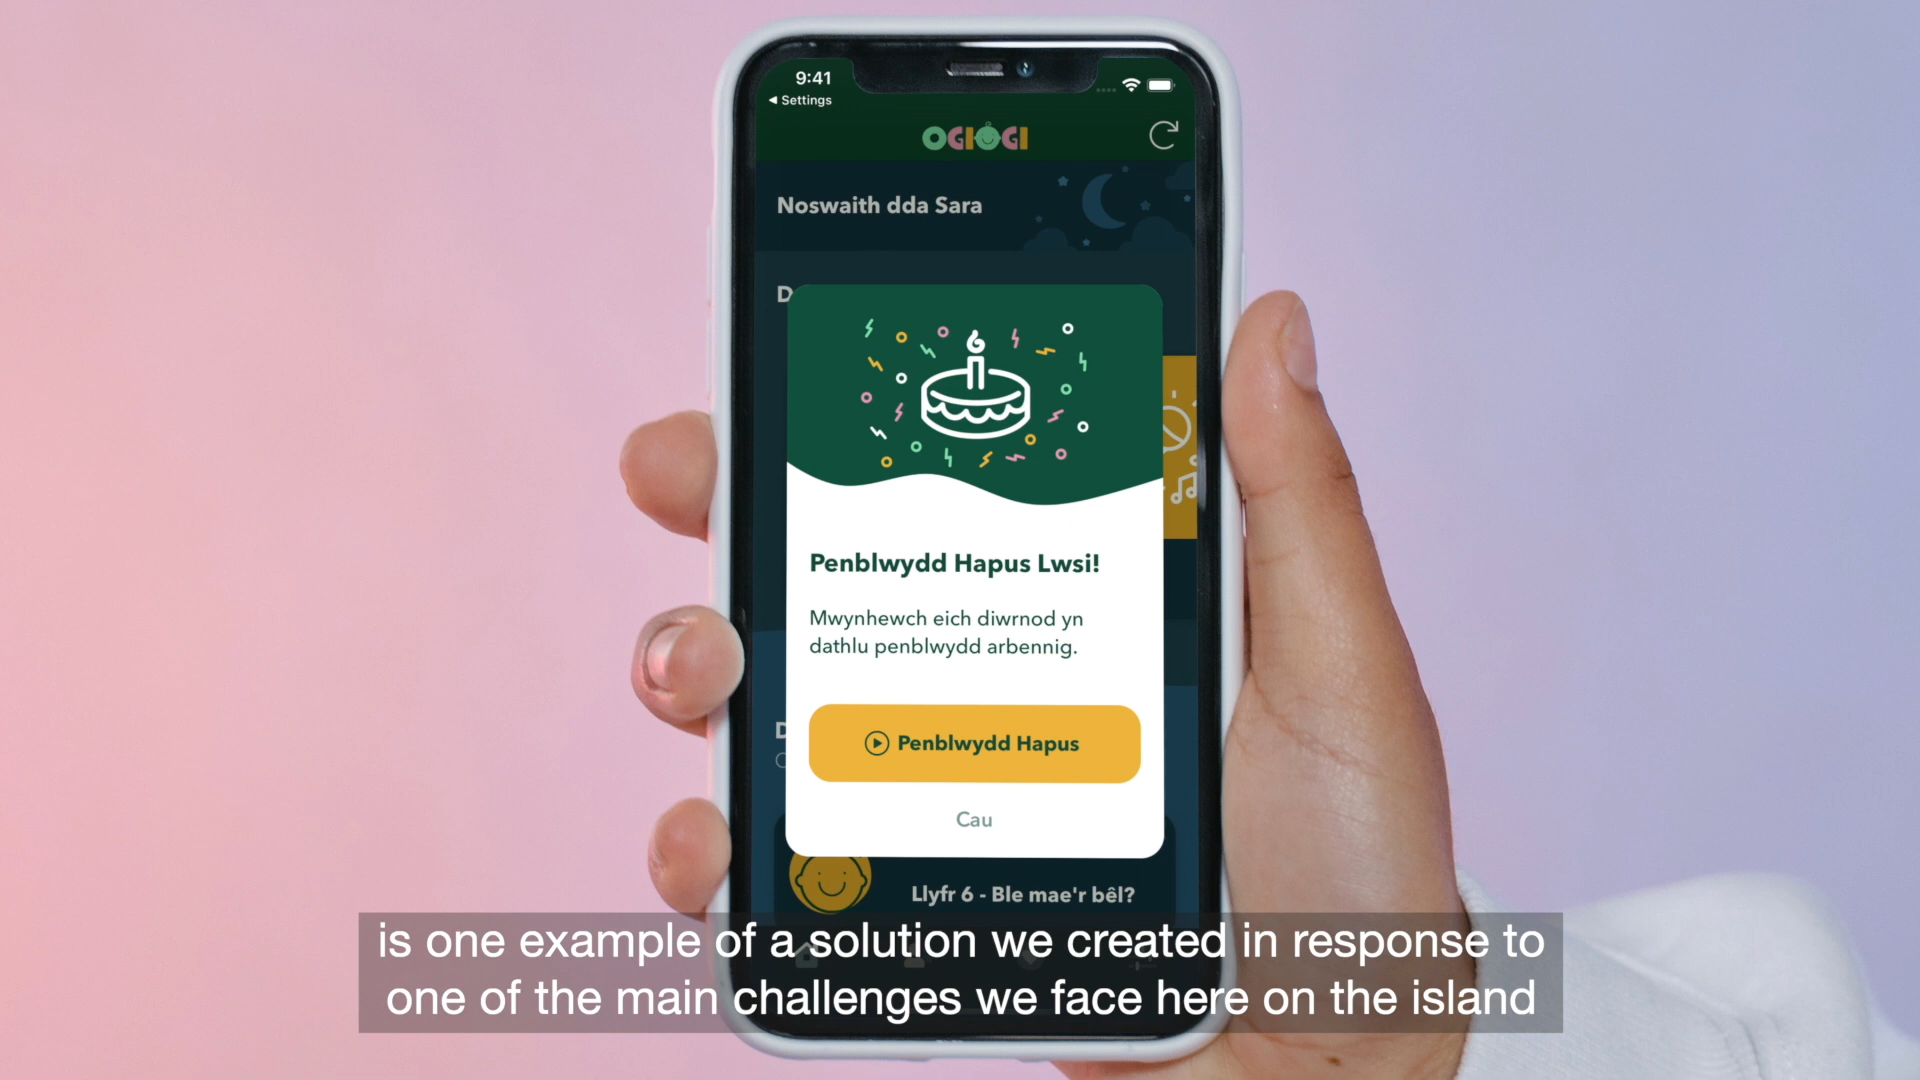 9:41
◀ Settings
OGIOGI
Noswaith dda Sara
D
Penblwydd Hapus Lwsi!
Mwynhewch eich diwrnod yn
dathlu penblwydd arbennig.
Penblwydd Hapus
Cau
Llyfr 6 - Ble mae'r bêl?
is one example of a solution we created in response to
one of the main challenges we face here on the island